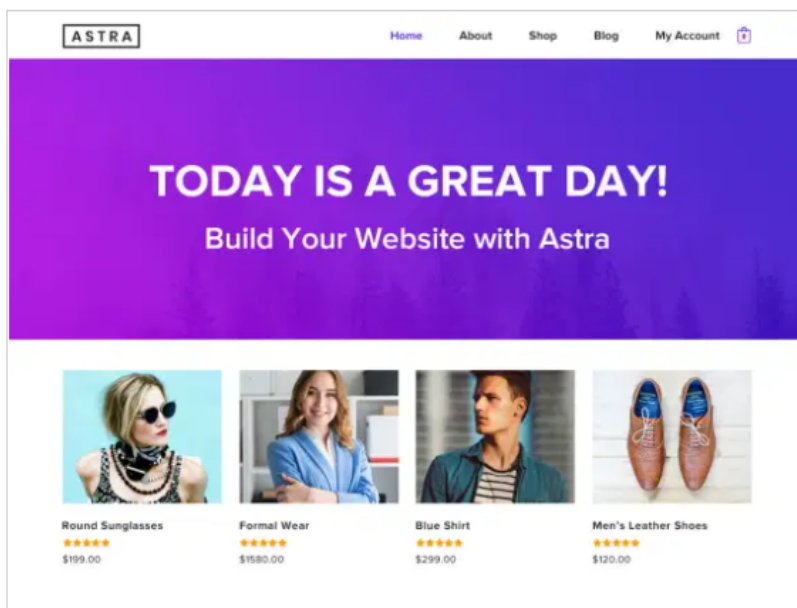 ASTRA
Home About Shop Blog My Account
TODAY IS A GREAT DAY!
Build Your Website with Astra
Round Sunglasses Formal Wear Blue Shirt Men's Leather Shoes
$199.00 $1580.00 $299.00 $120.00